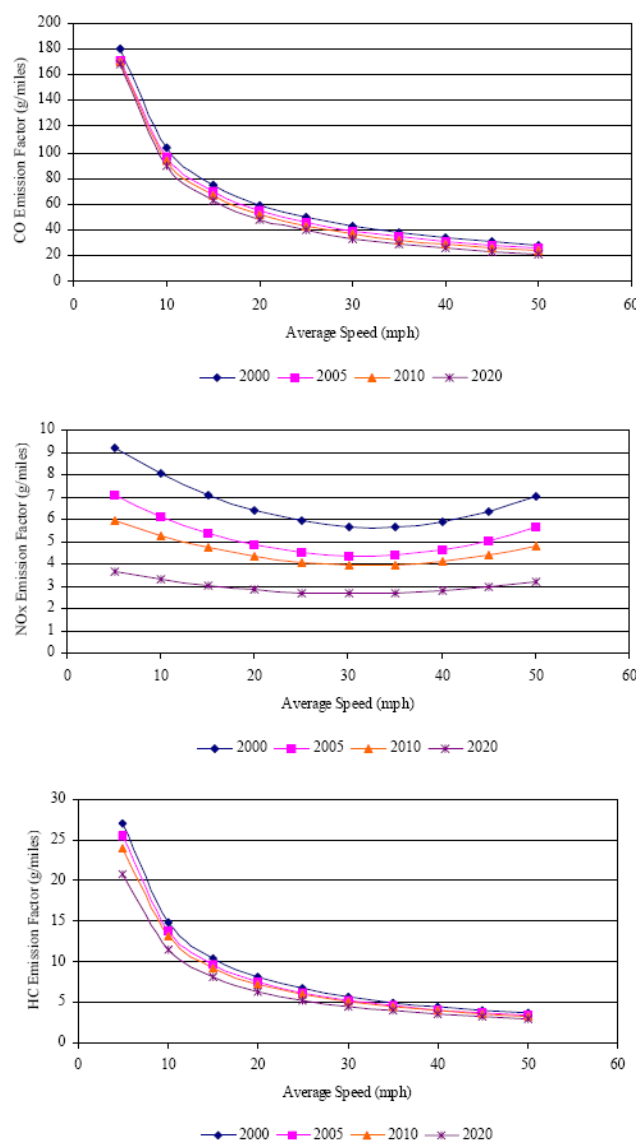 CO Emission Factor (g/miles)
200
180
160
140
120
100
80
60
40
20
0
0 10 20 30 40 50 60
Average Speed (mph)
2000 2005 2010 2020
NOx Emission Factor (g/miles)
10
9
8
7
6
5
4
3
2
1
0
0 10 20 30 40 50 60
Average Speed (mph)
2000 2005 2010 2020
HC Emission Factor (g/miles)
30
25
20
15
10
5
0
0 10 20 30 40 50 60
Average Speed (mph)
2000 2005 2010 2020